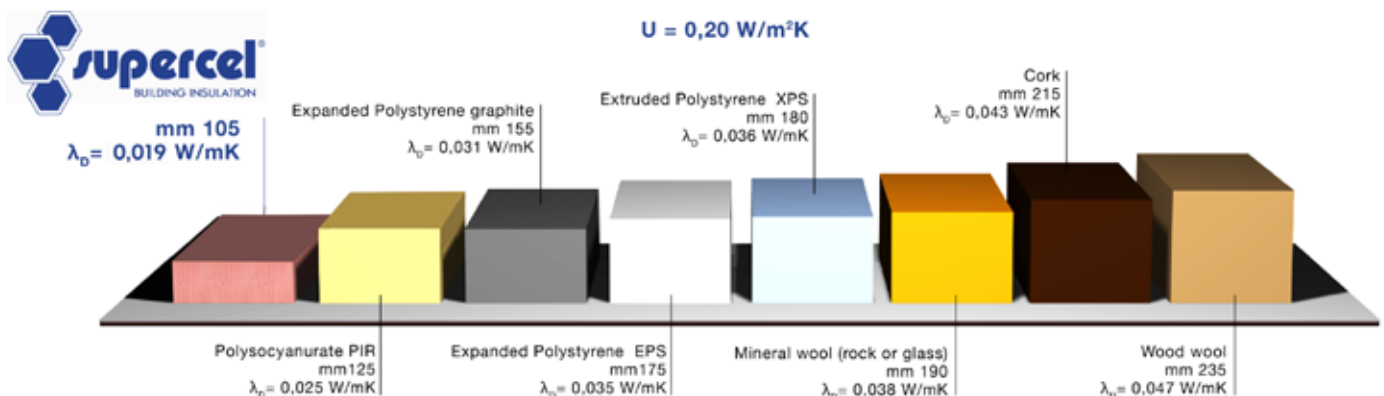 supercel®
BUILDING INSULATION
U = 0,20 W/m²K
mm 105
λD= 0,019 W/mK
Expanded Polystyrene graphite
mm 155
λD= 0,031 W/mK
Extruded Polystyrene XPS
mm 180
λD= 0,036 W/mK
Cork
mm 215
λD= 0,043 W/mK
Polysocyanurate PIR
mm125
λD= 0,025 W/mK
Expanded Polystyrene EPS
mm175
λD= 0,035 W/mK
Mineral wool (rock or glass)
mm 190
λD= 0,038 W/mK
Wood wool
mm 235
λD= 0,047 W/mK